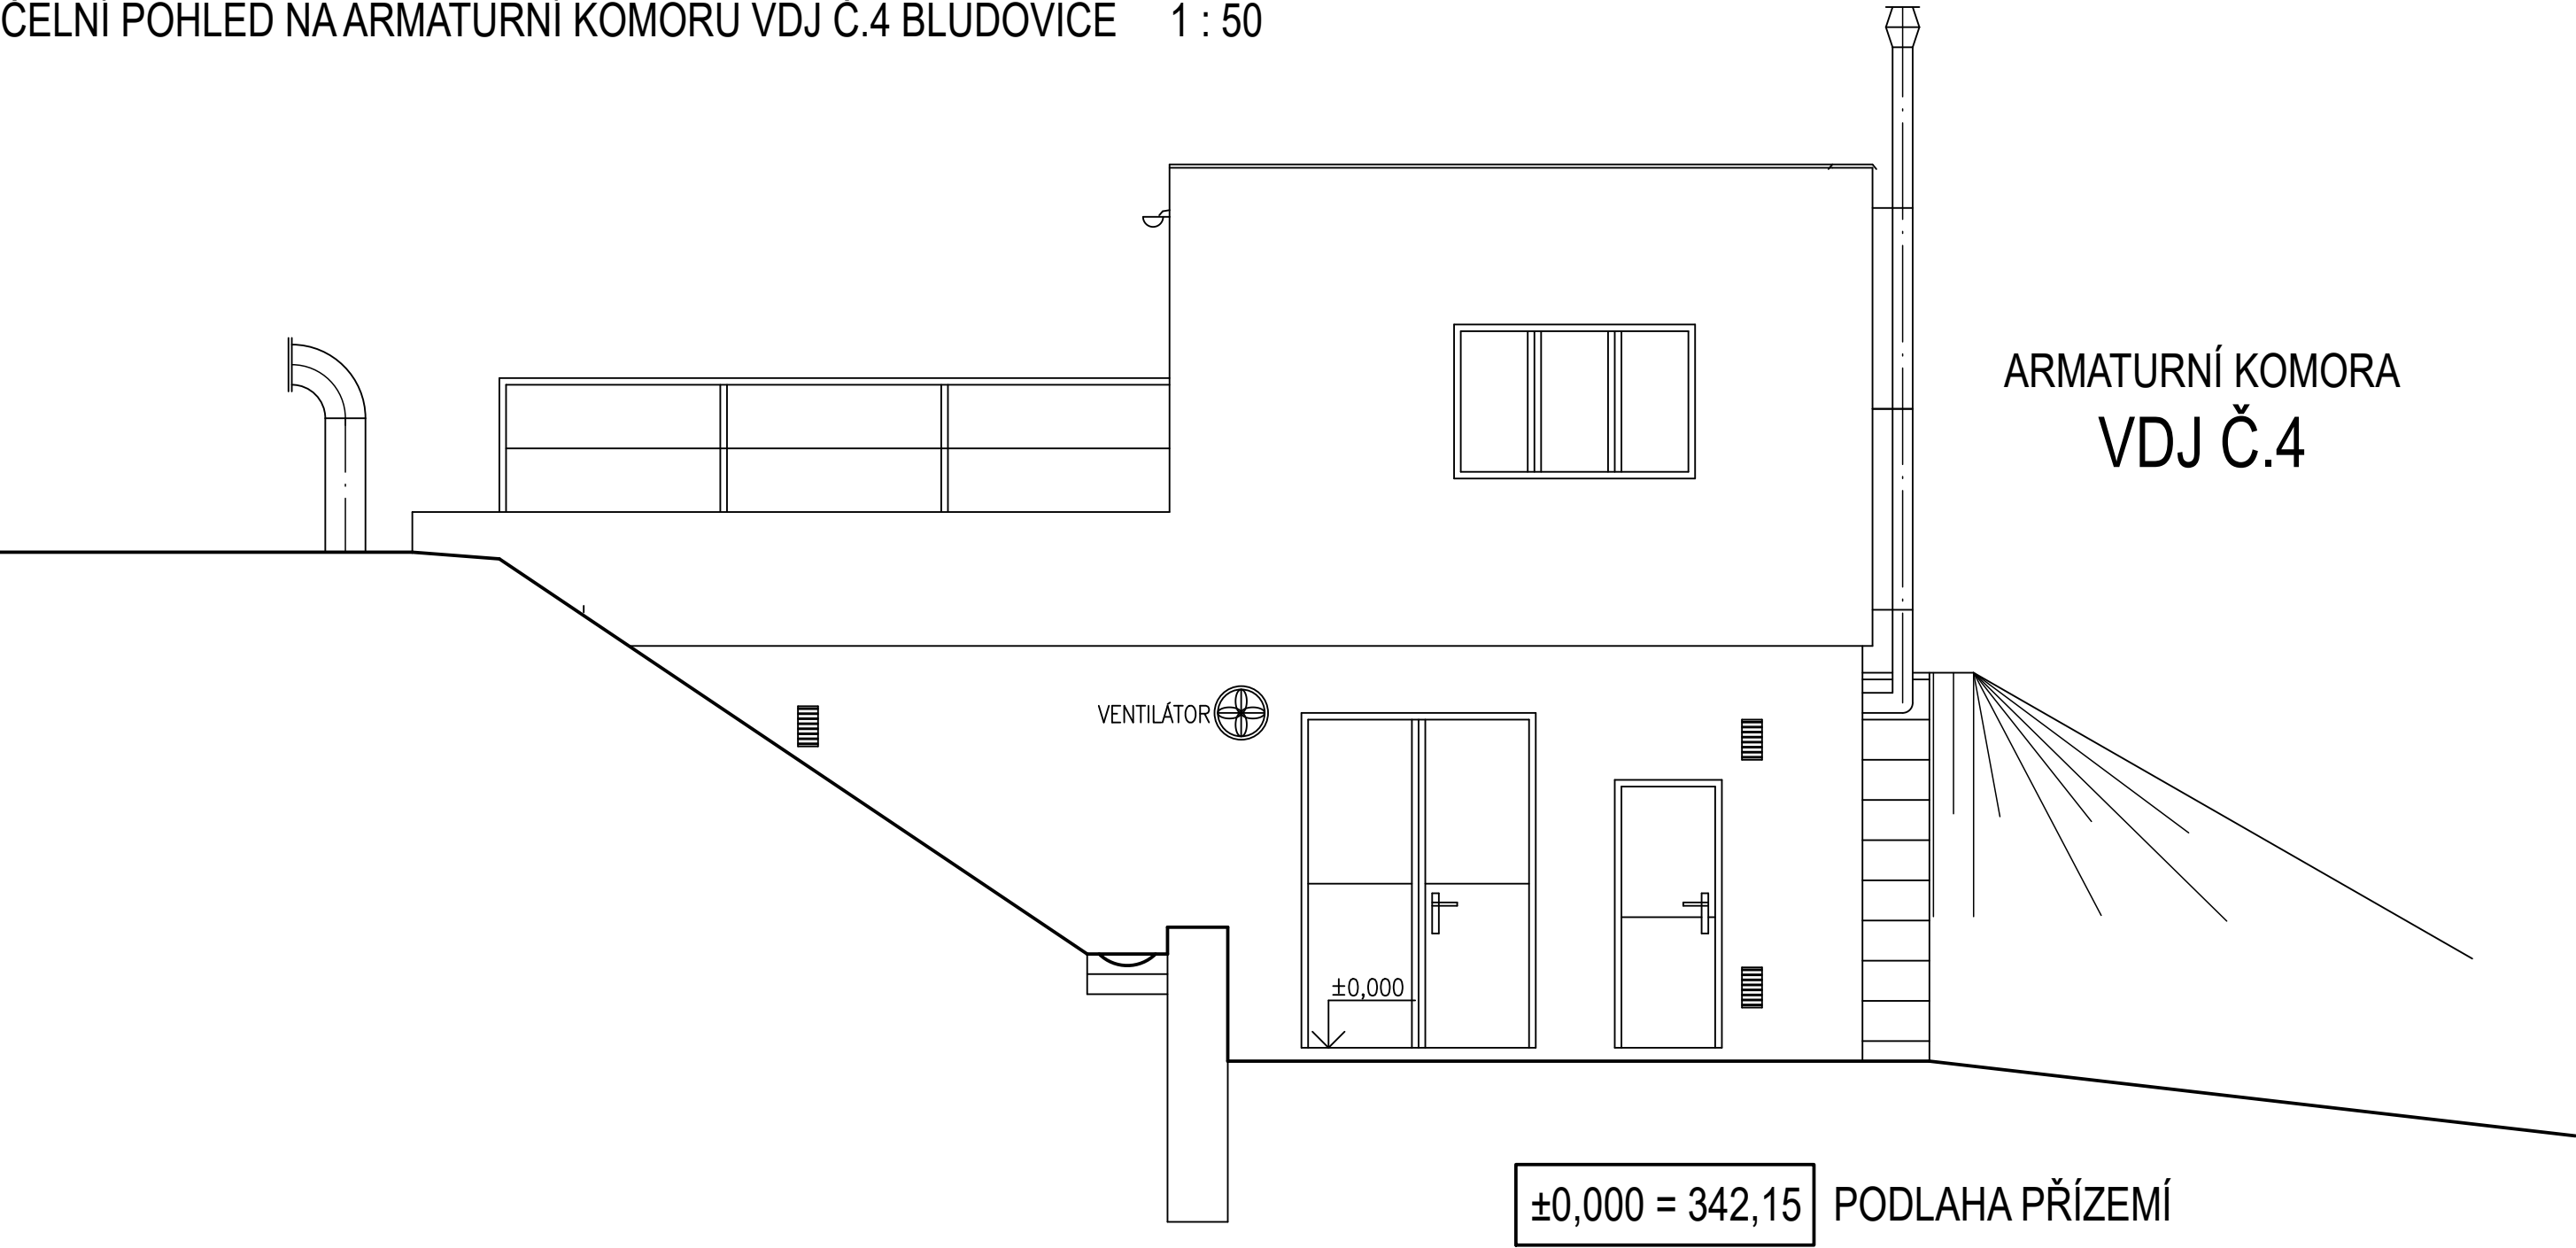 ČELNÍ POHLED NA ARMATURNÍ KOMORU VDJ Č.4 BLUDOVICE 1 : 50
ARMATURNÍ KOMORA
VDJ Č.4
VENTILÁTOR
±0,000
±0,000 = 342,15 PODLAHA PŘÍZEMÍ